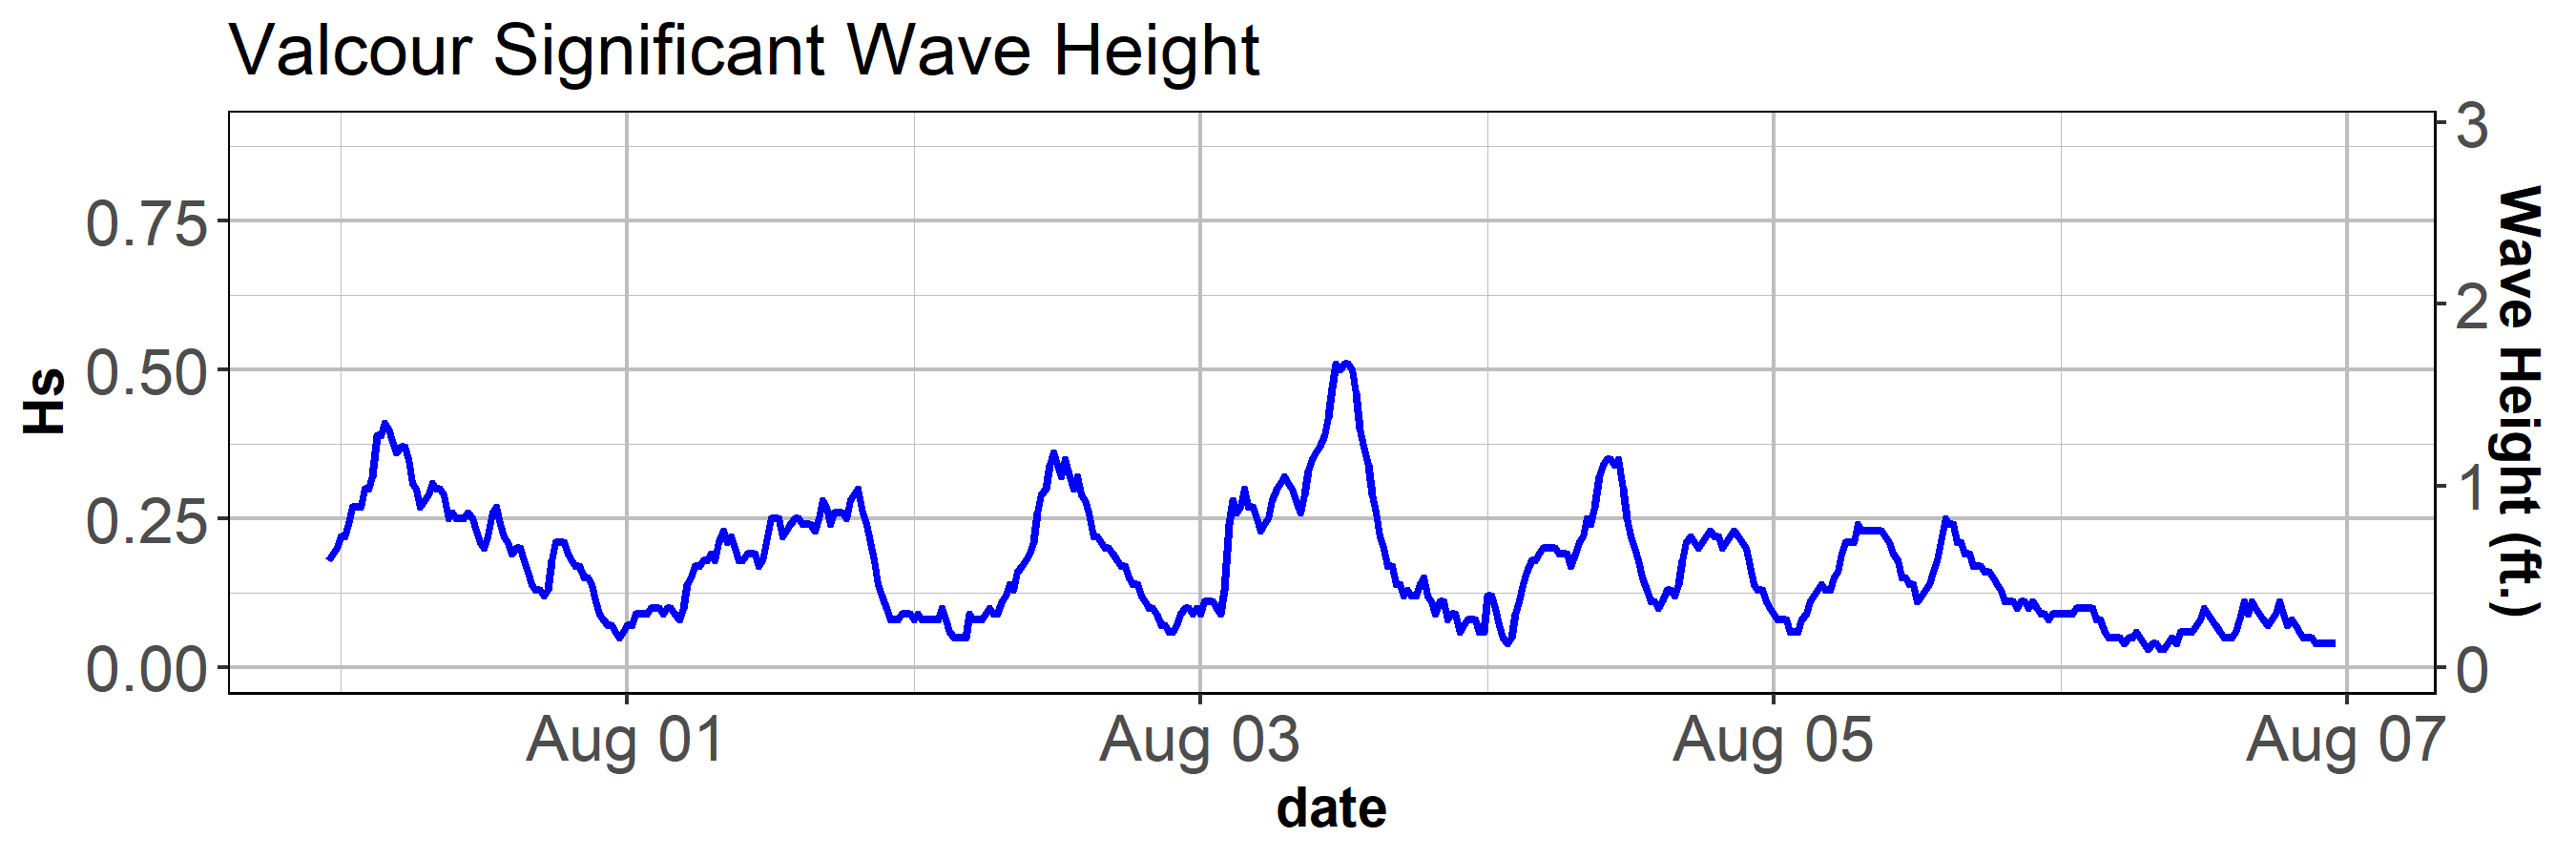 Valcour Significant Wave Height
Hs
0.75
0.50
0.25
0.00
3
2
1
0
Wave Height (ft.)
Aug 01
Aug 03
Aug 05
Aug 07
date